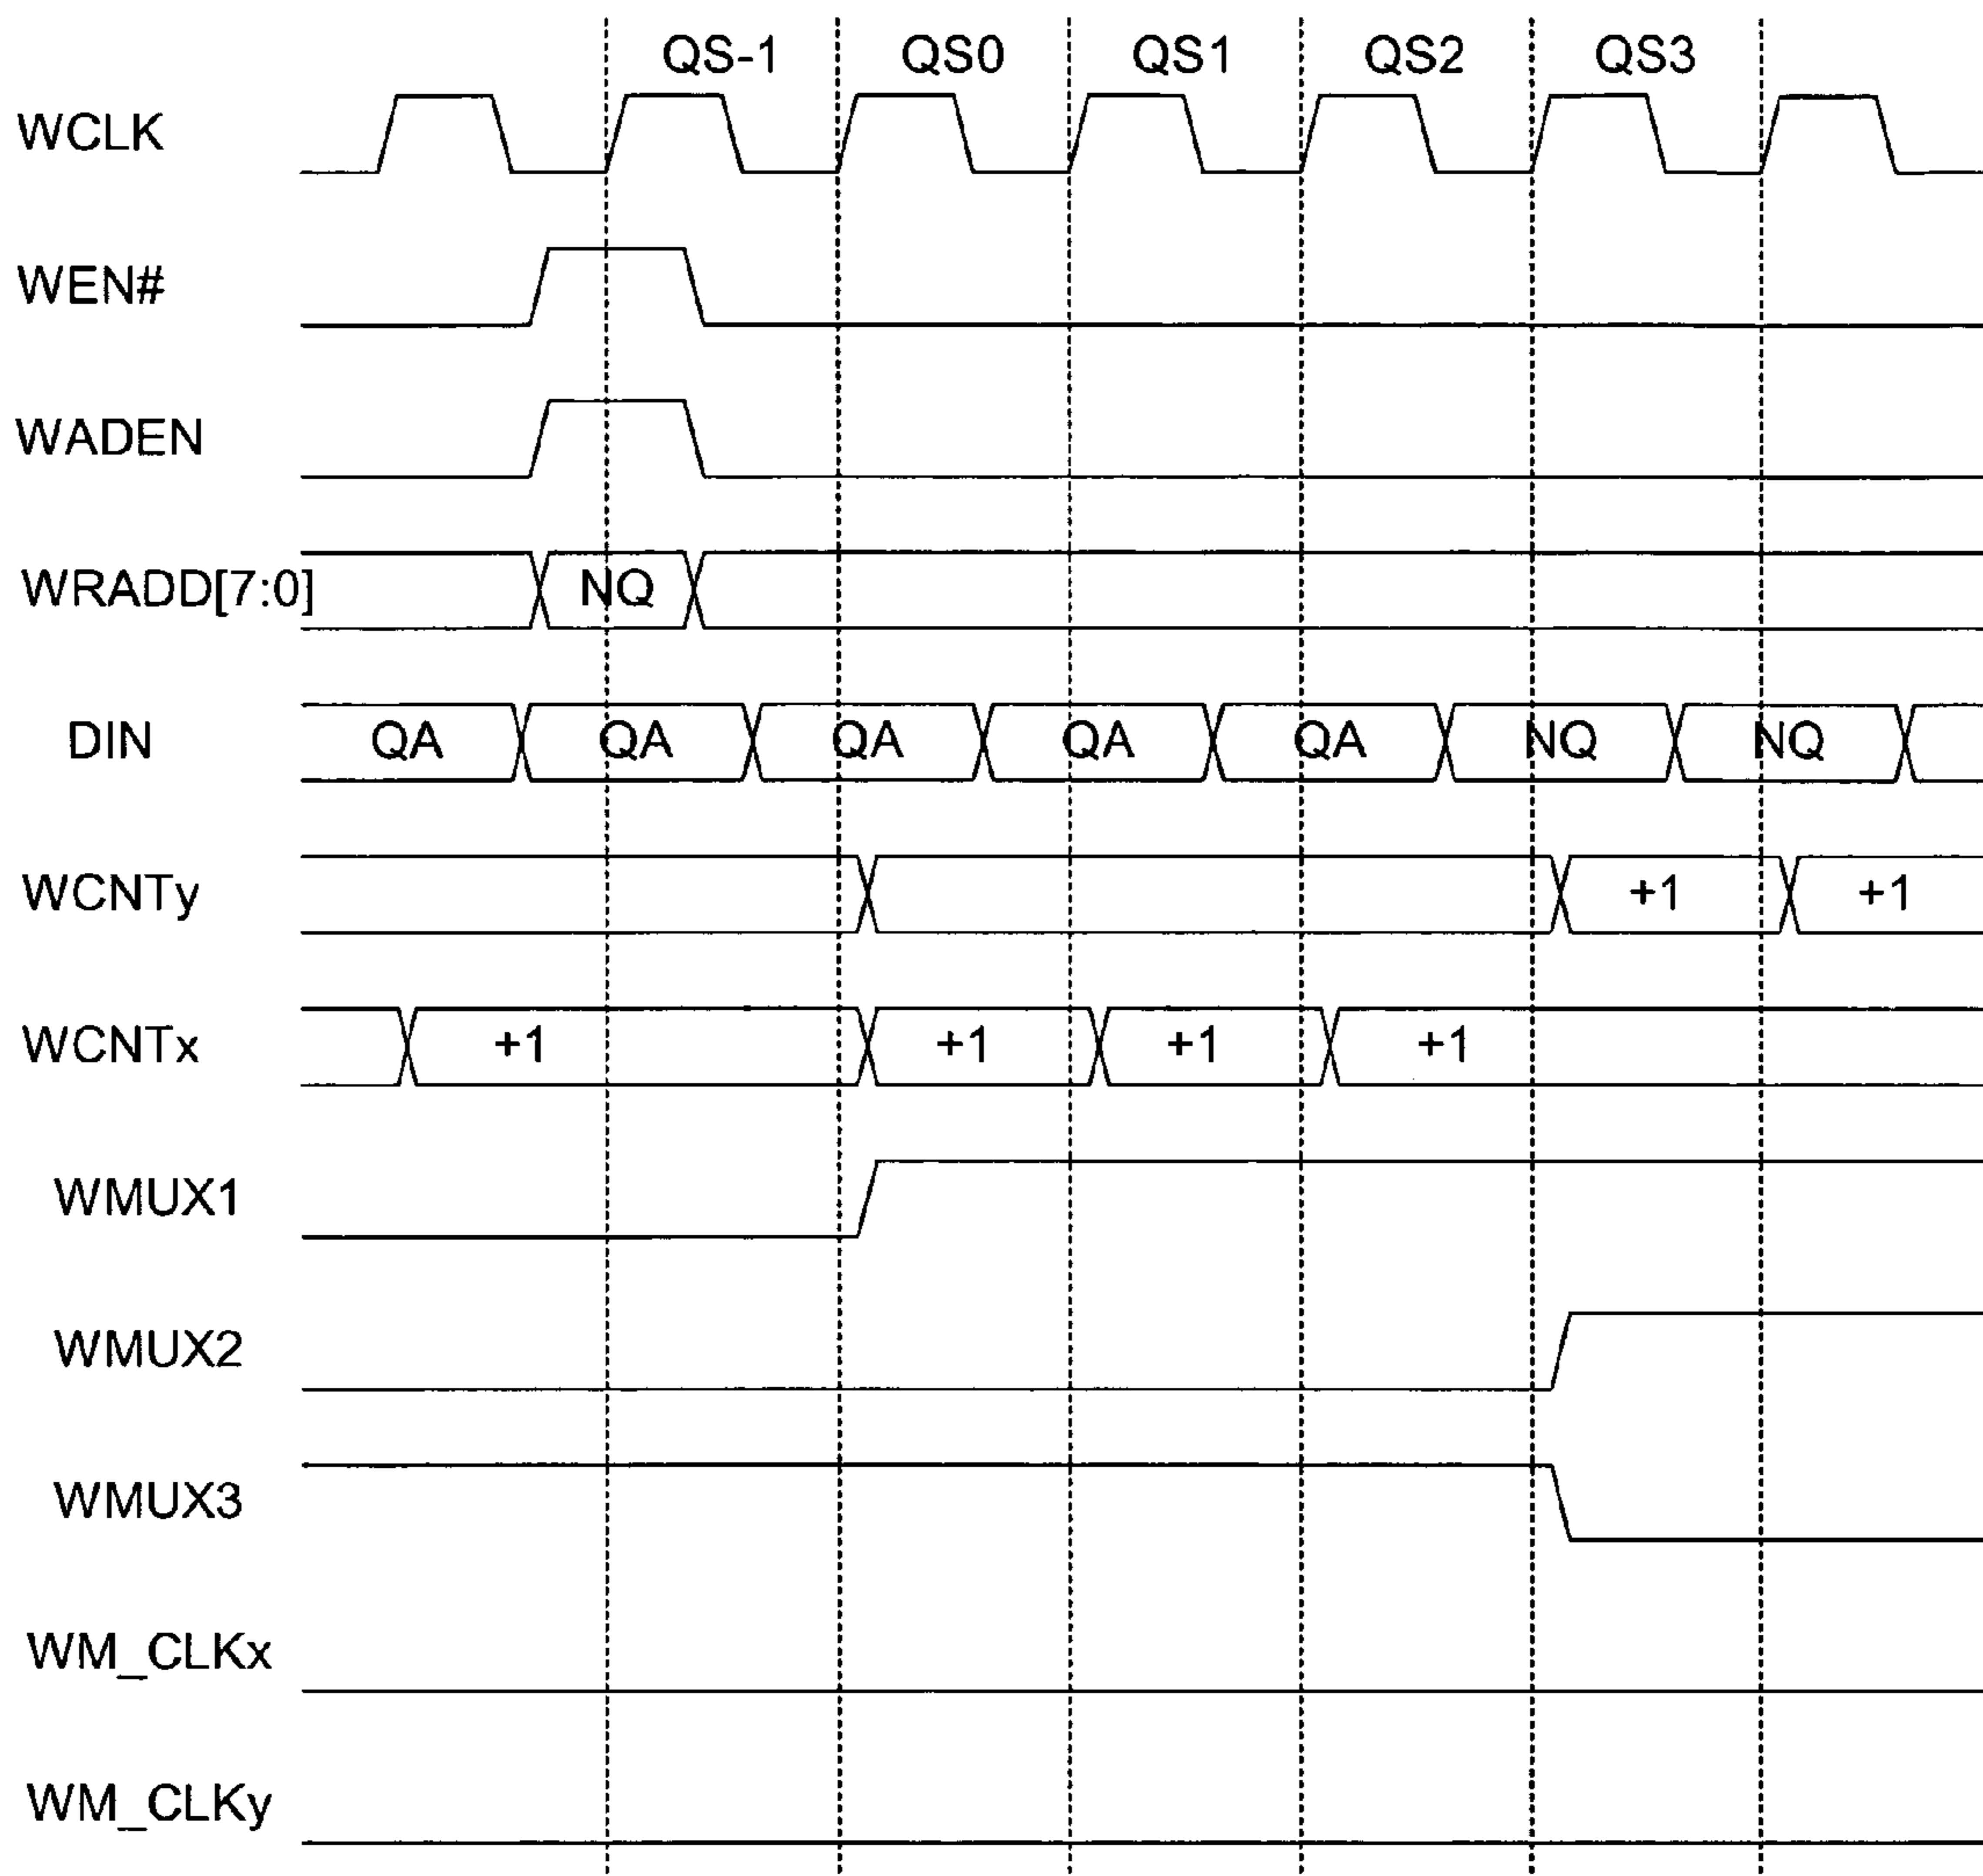 QS-1 QS0 QS1 QS2 QS3
WCLK
WEN#
WADEN
WRADD[7:0] NQ
DIN QA QA QA QA QA NQ NQ
WCNTy +1 +1
WCNTx +1 +1 +1 +1
WMUX1
WMUX2
WMUX3
WM_CLKx
WM_CLKy